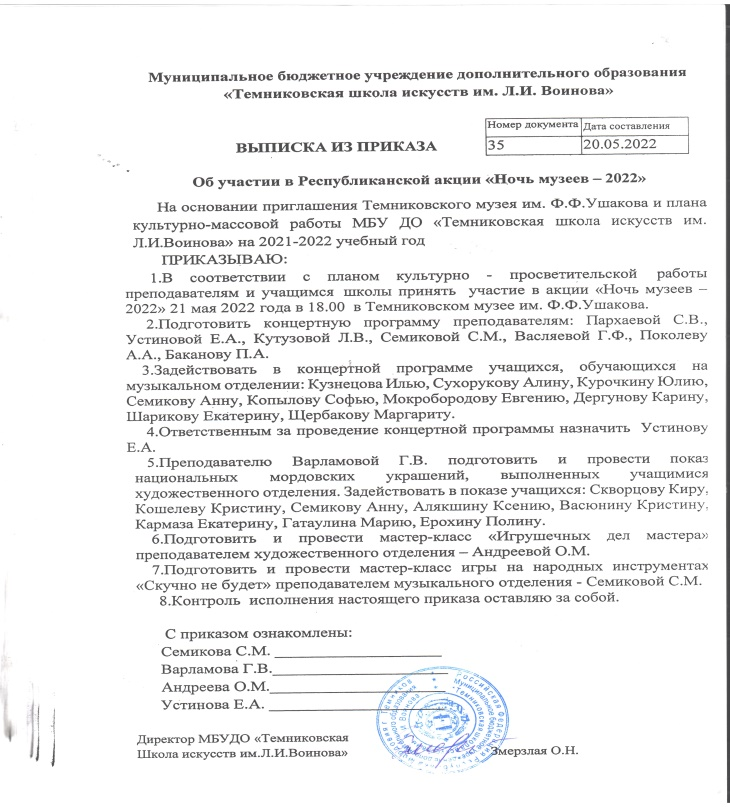 Муниципальное бюджетное учреждение дополнительного образования
«Темниковская школа искусств им. Л.И. Воинова»
Номер документа Дата составления
ВЫПИСКА ИЗ ПРИКАЗА 35 20.05.2022
Об участии в Республиканской акции «Ночь музеев – 2022»
На основании приглашения Темниковского музея им. Ф.Ф.Ушакова и плана
культурно-массовой работы МБУ ДО «Темниковская школа искусств им.
Л.И.Воинова» на 2021-2022 учебный год
ПРИКАЗЫВАЮ:
1.В соответствии с планом культурно - просветительской работы
преподавателям и учащимся школы принять участие в акции «Ночь музеев –
2022» 21 мая 2022 года в 18.00 в Темниковском музее им. Ф.Ф.Ушакова.
2.Подготовить концертную программу преподавателям: Пархаевой С.В.,
Устиновой Е.А., Кутузовой Л.В., Семиковой С.М., Васляевой Г.Ф., Поколеву
А.А., Баканову П.А.
3.Задействовать в концертной программе учащихся, обучающихся на
музыкальном отделении: Кузнецова Илью, Сухорукову Алину, Курочкину Юлию,
Семикову Анну, Копылову Софью, Мокробородову Евгению, Дергунову Карину,
Шарикову Екатерину, Щербакову Маргариту.
4.Ответственным за проведение концертной программы назначить Устинову
Е.А.
5.Преподавателю Варламовой Г.В. подготовить и провести показ
национальных мордовских украшений, выполненных учащимися
художественного отделения. Задействовать в показе учащихся: Скворцову Киру,
Кошелеву Кристину, Семикову Анну, Алякшину Ксению, Васюнину Кристину,
Кармаза Екатерину, Гатаулина Марию, Ерохину Полину.
6.Подготовить и провести мастер-класс «Игрушечных дел мастера»
преподавателем художественного отделения – Андреевой О.М.
7.Подготовить и провести мастер-класс игры на народных инструментах
«Скучно не будет» преподавателем музыкального отделения - Семиковой С.М.
8.Контроль исполнения настоящего приказа оставляю за собой.
С приказом ознакомлены:
Семикова С.М. ______________________
Варламова Г.В.______________________
Андреева О.М.______________________
Устинова Е.А. ______________________
Директор МБУДО «Темниковская
Школа искусств им.Л.И.Воинова» Змерзлая О.Н.